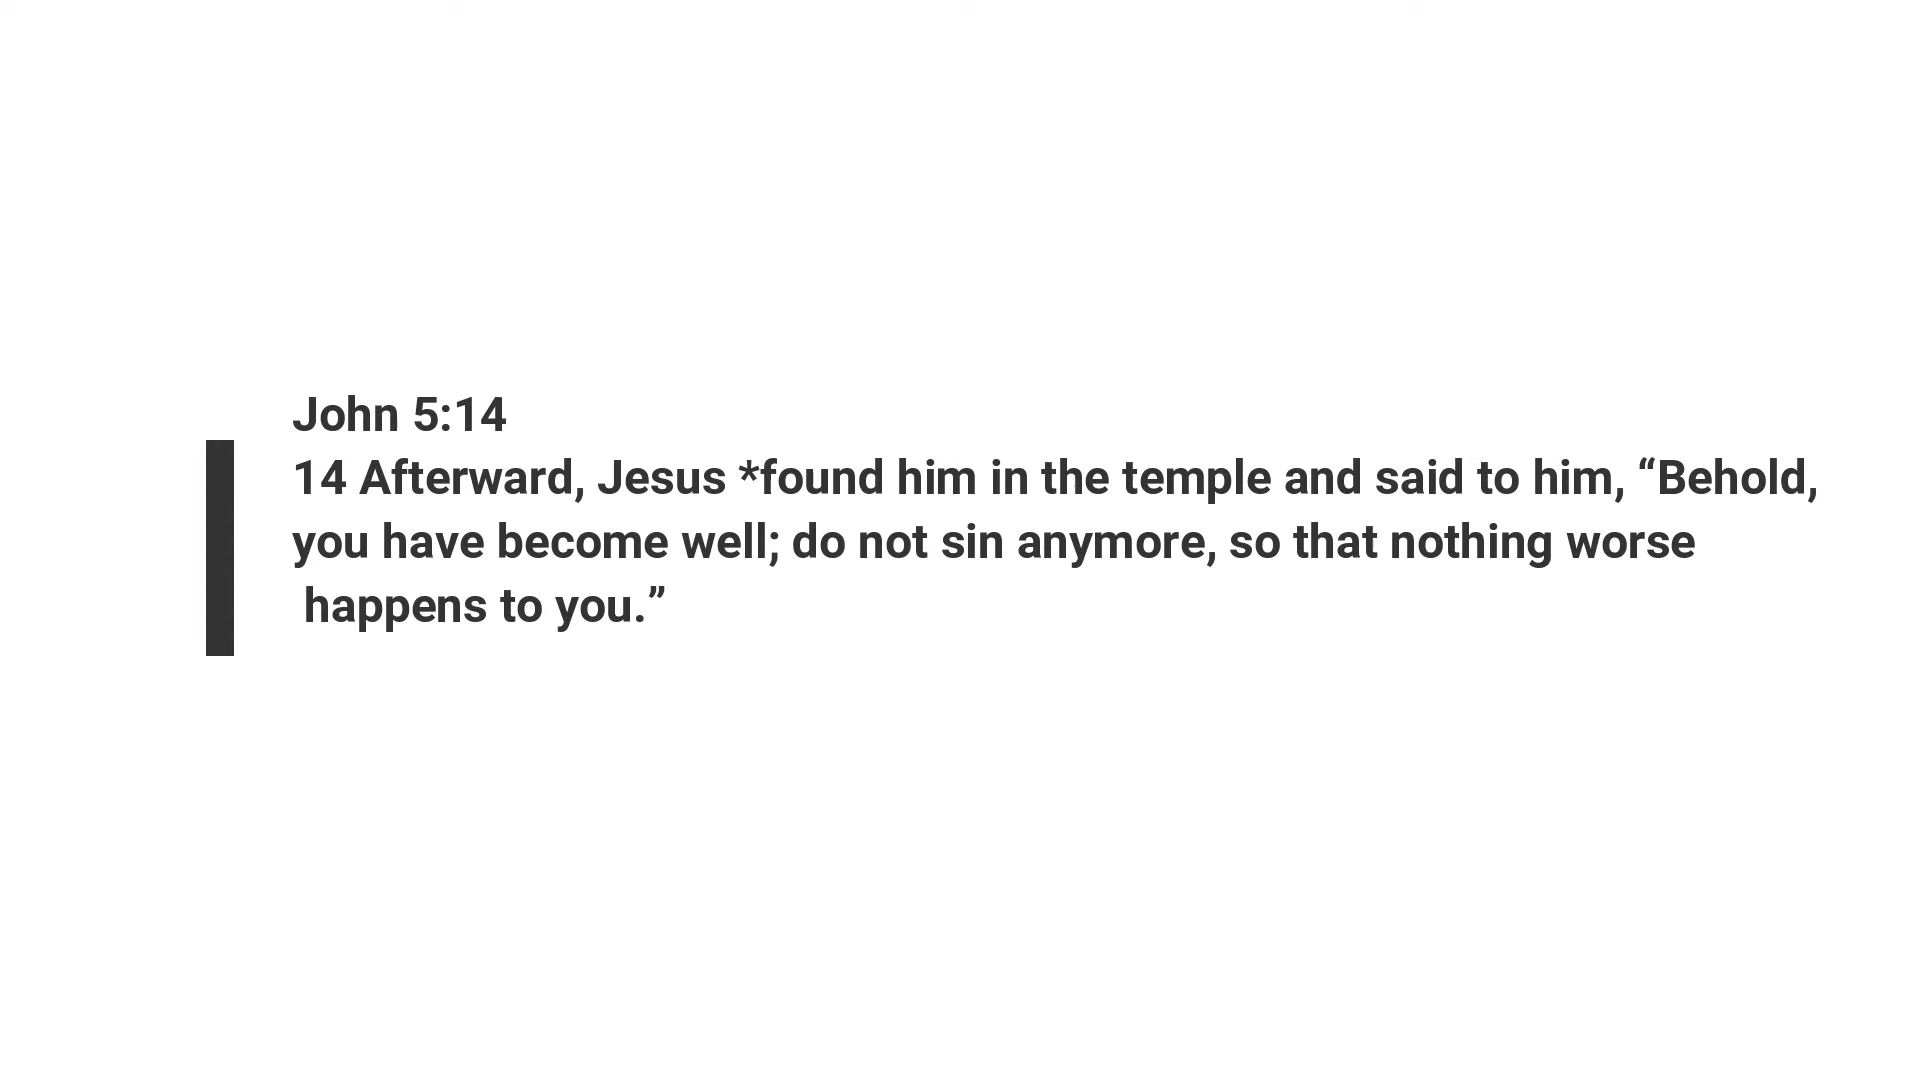 John 5:14
14 Afterward, Jesus *found him in the temple and said to him, “Behold,
you have become well; do not sin anymore, so that nothing worse
happens to you.”